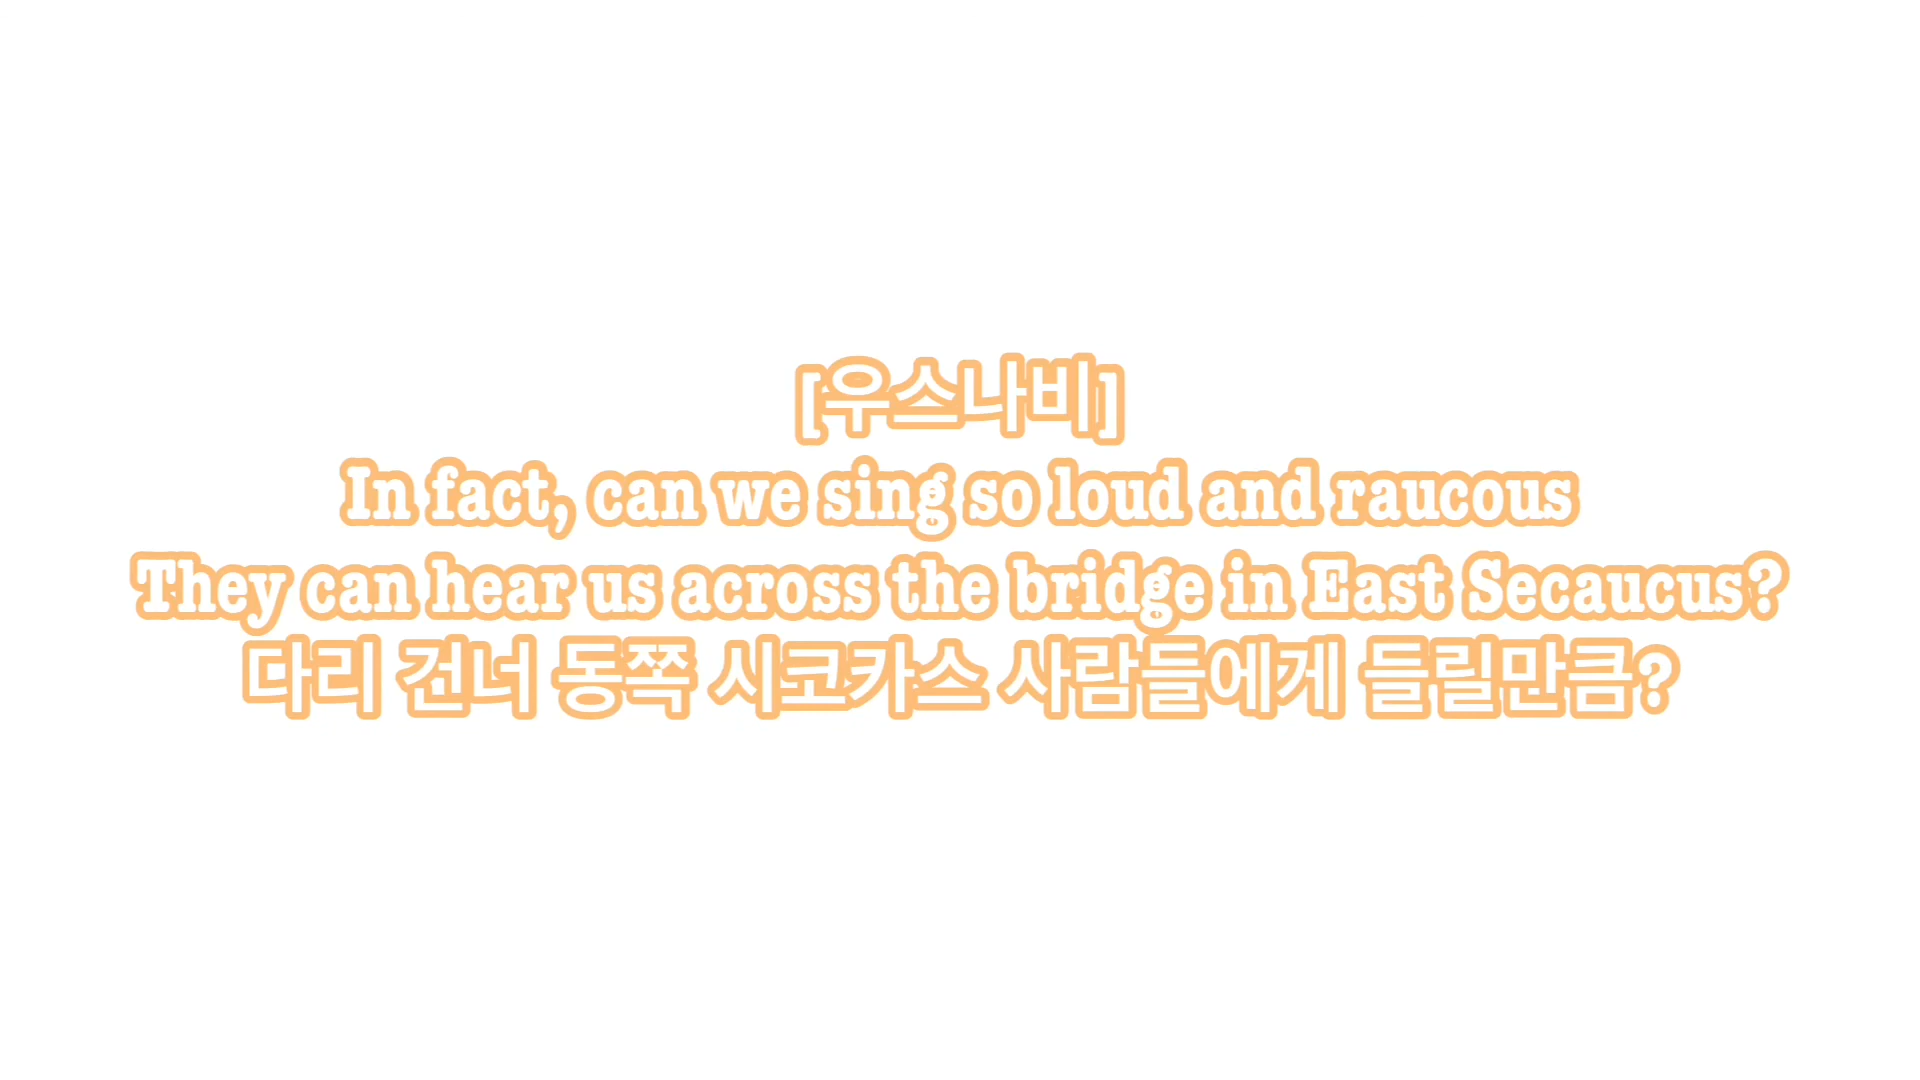 [우스나비]
In fact, can we sing so loud and raucous
They can hear us across the bridge in East Secaucus?
다리 건너 동쪽 시코카스 사람들에게 들릴만큼?